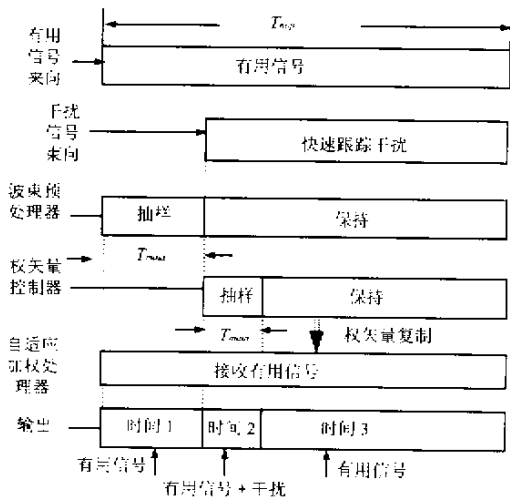 T_hop
有用
信号
来向
有用信号
干扰
信号
来向
快速跟踪干扰
波束预
处理器
抽样
保持
权矢量
控制器
抽样
保持
权矢量复制
自适应
加权处
理器
接收有用信号
输出
时间 1
时间 2
时间 3
有用信号
有用信号 + 干扰
有用信号